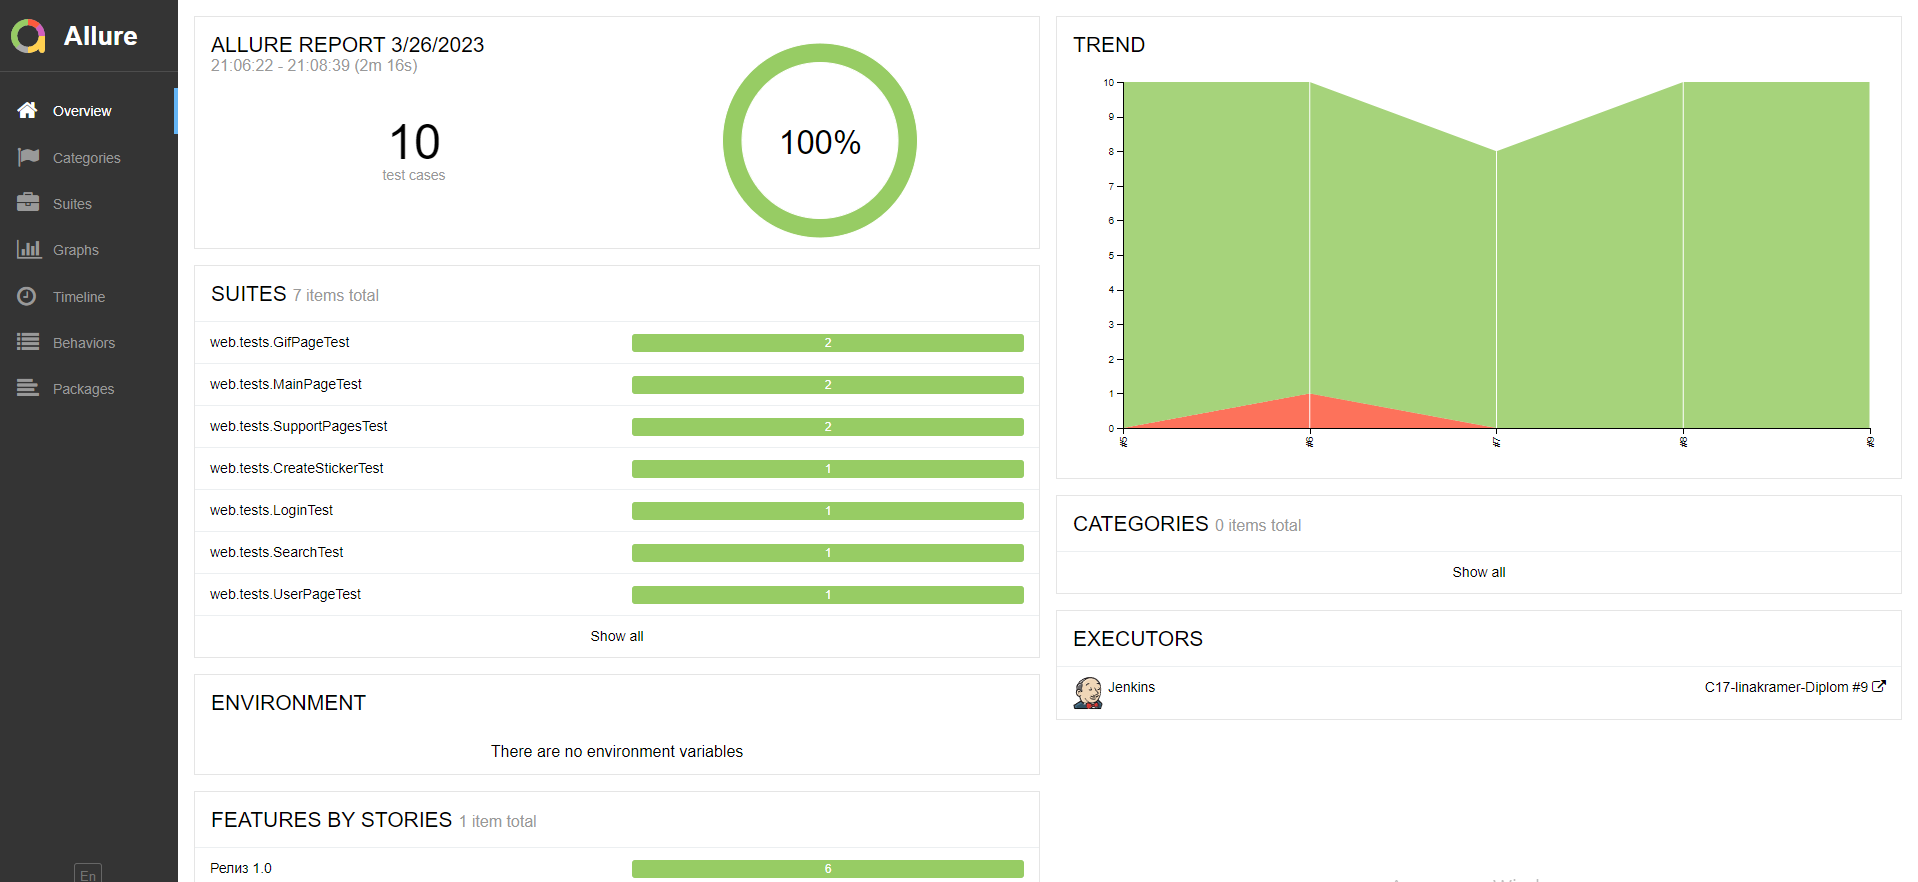 Allure
Overview
Categories
Suites
Graphs
Timeline
Behaviors
Packages
En
ALLURE REPORT 3/26/2023
21:06:22 - 21:08:39 (2m 16s)
10
test cases
100%
SUITES 7 items total
web.tests.GifPageTest 2
web.tests.MainPageTest 2
web.tests.SupportPagesTest 2
web.tests.CreateStickerTest 1
web.tests.LoginTest 1
web.tests.SearchTest 1
web.tests.UserPageTest 1
Show all
ENVIRONMENT
There are no environment variables
FEATURES BY STORIES 1 item total
Релиз 1.0 6
TREND
10
9
8
7
6
5
4
3
2
1
0
#5 #6 #7 #8 #9
CATEGORIES 0 items total
Show all
EXECUTORS
Jenkins C17-linakramer-Diplom #9